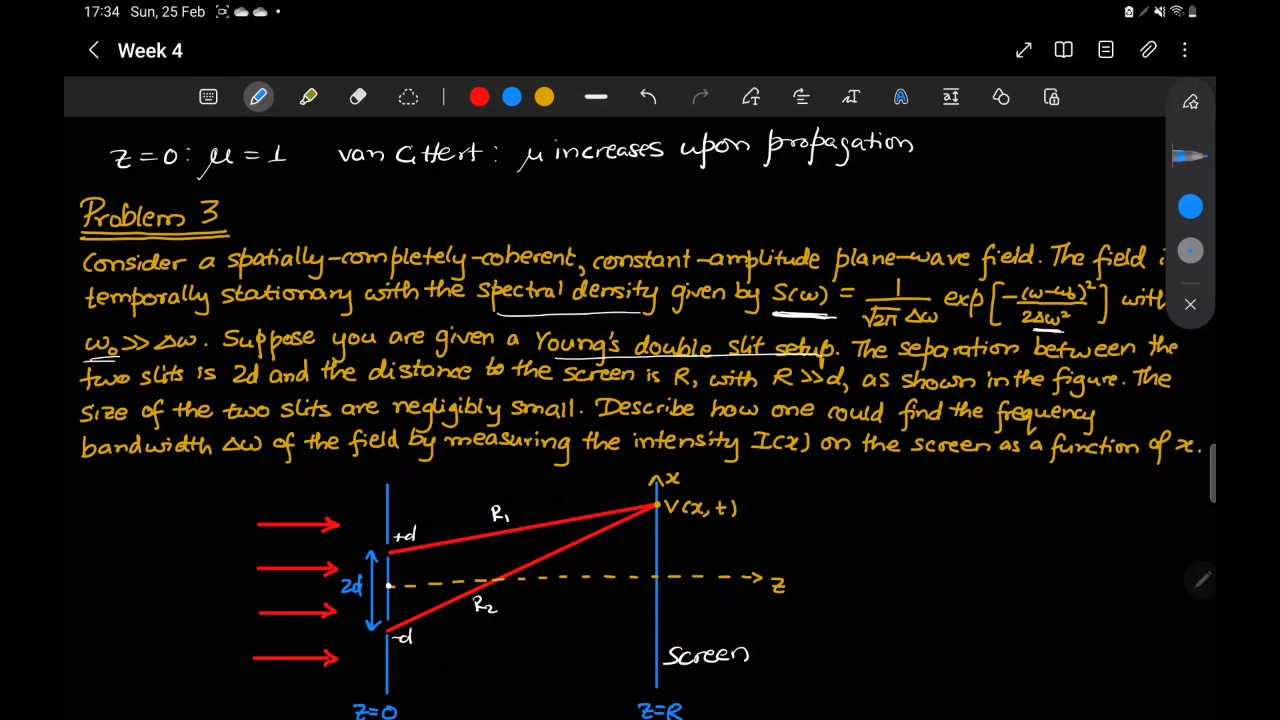 17:34 Sun, 25 Feb
Week 4
z=0: μ = 1 van Cittert: μ increases upon propagation
Problem 3
Consider a spatially-completely-coherent, constant-amplitude plane-wave field. The field i
temporally stationary with the spectral density given by S(ω) = 1/(√2π Δω) exp[-(ω-ω₀)²/2Δω²] with
ω₀ >> Δω. Suppose you are given a Young's double slit setup. The separation between the
two slits is 2d and the distance to the screen is R, with R >> d, as shown in the figure. The
size of the two slits are negligibly small. Describe how one could find the frequency
bandwidth Δω of the field by measuring the intensity I(x) on the screen as a function of x.
x
V(x,t)
R₁
+d
2d
z
R₂
-d
Screen
z=0
z=R